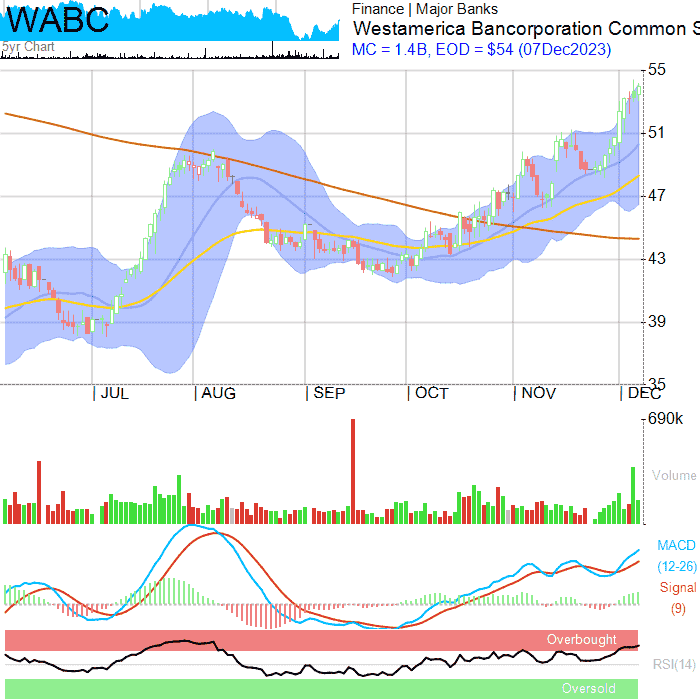 WABC
5yr Chart
Finance | Major Banks
Westamerica Bancorporation Common S
MC = 1.4B, EOD = $54 (07Dec2023)
55
51
47
43
39
35
JUL AUG SEP OCT NOV DEC
690k
Volume
MACD
(12-26)
Signal
(9)
Overbought
RSI(14)
Oversold